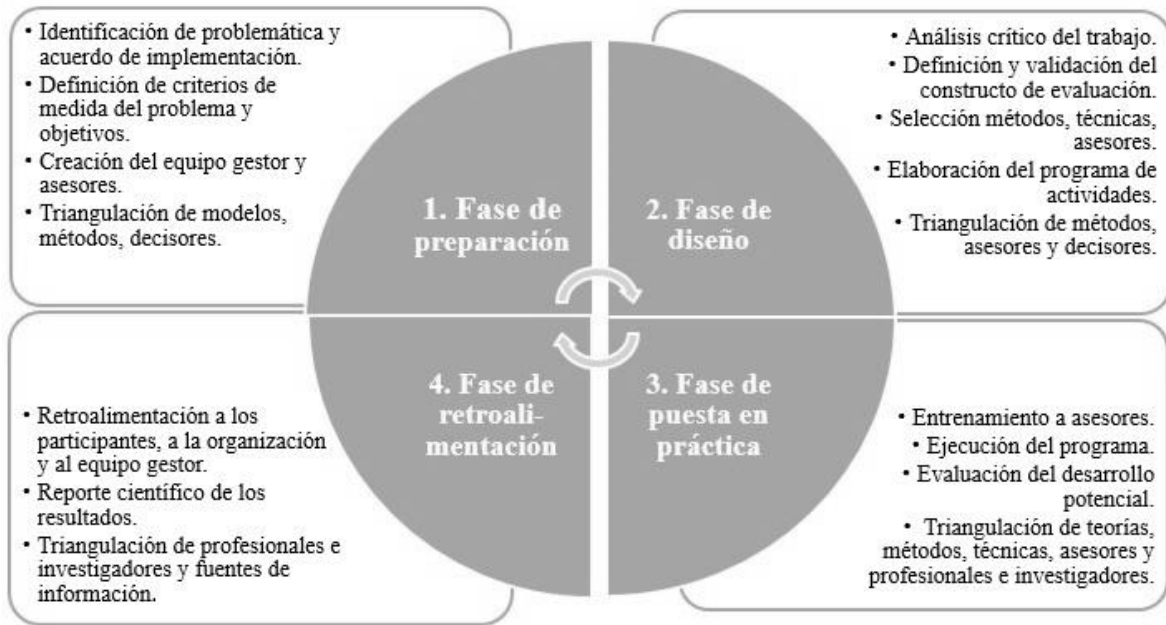 • Identificación de problemática y
acuerdo de implementación.
• Definición de criterios de
medida del problema y
objetivos.
• Creación del equipo gestor y
asesores.
• Triangulación de modelos,
métodos, decisores.
1. Fase de
preparación
2. Fase de
diseño
• Análisis crítico del trabajo.
• Definición y validación del
constructo de evaluación.
• Selección métodos, técnicas,
asesores.
• Elaboración del programa de
actividades.
• Triangulación de métodos,
asesores y decisores.
• Retroalimentación a los
participantes, a la organización
y al equipo gestor.
• Reporte científico de los
resultados.
• Triangulación de profesionales e
investigadores y fuentes de
información.
4. Fase de
retroali-
mentación
3. Fase de
puesta en
práctica
• Entrenamiento a asesores.
• Ejecución del programa.
• Evaluación del desarrollo
potencial.
• Triangulación de teorías,
métodos, técnicas, asesores y
profesionales e investigadores.